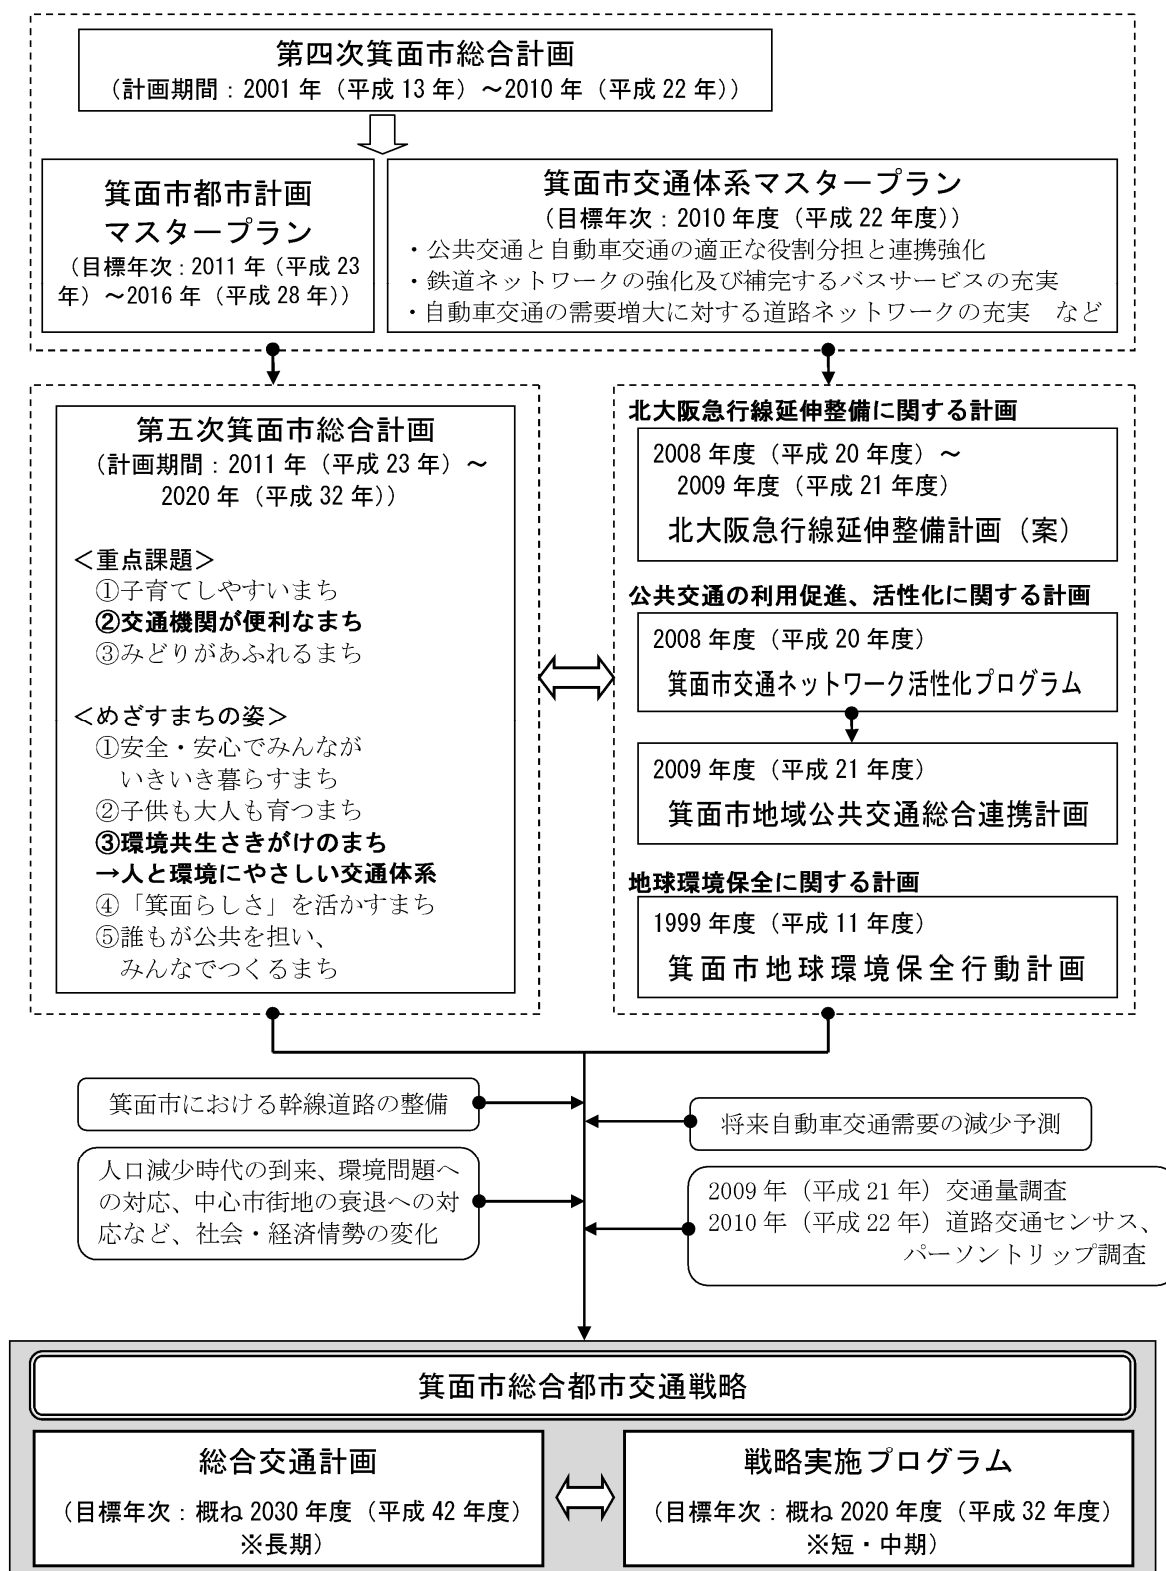 第四次箕面市総合計画
（計画期間：2001 年（平成 13 年）～2010 年（平成 22 年））
箕面市都市計画
マスタープラン
（目標年次：2011 年（平成 23
年）～2016 年（平成 28 年））
箕面市交通体系マスタープラン
（目標年次：2010 年度（平成 22 年度））
・公共交通と自動車交通の適正な役割分担と連携強化
・鉄道ネットワークの強化及び補完するバスサービスの充実
・自動車交通の需要増大に対する道路ネットワークの充実　など
第五次箕面市総合計画
（計画期間：2011 年（平成 23 年）～
2020 年（平成 32 年））
＜重点課題＞
①子育てしやすいまち
②交通機関が便利なまち
③みどりがあふれるまち
＜めざすまちの姿＞
①安全・安心でみんなが
いきいき暮らすまち
②子供も大人も育つまち
③環境共生さきがけのまち
→人と環境にやさしい交通体系
④「箕面らしさ」を活かすまち
⑤誰もが公共を担い、
みんなでつくるまち
北大阪急行線延伸整備に関する計画
2008 年度（平成 20 年度）～
2009 年度（平成 21 年度）
北大阪急行線延伸整備計画（案）
公共交通の利用促進、活性化に関する計画
2008 年度（平成 20 年度）
箕面市交通ネットワーク活性化プログラム
2009 年度（平成 21 年度）
箕面市地域公共交通総合連携計画
地球環境保全に関する計画
1999 年度（平成 11 年度）
箕面市地球環境保全行動計画
箕面市における幹線道路の整備
将来自動車交通需要の減少予測
人口減少時代の到来、環境問題へ
の対応、中心市街地の衰退への対
応など、社会・経済情勢の変化
2009 年（平成 21 年）交通量調査
2010 年（平成 22 年）道路交通センサス、
パーソントリップ調査
箕面市総合都市交通戦略
総合交通計画
（目標年次：概ね 2030 年度（平成 42 年度）
※長期）
戦略実施プログラム
（目標年次：概ね 2020 年度（平成 32 年度）
※短・中期）